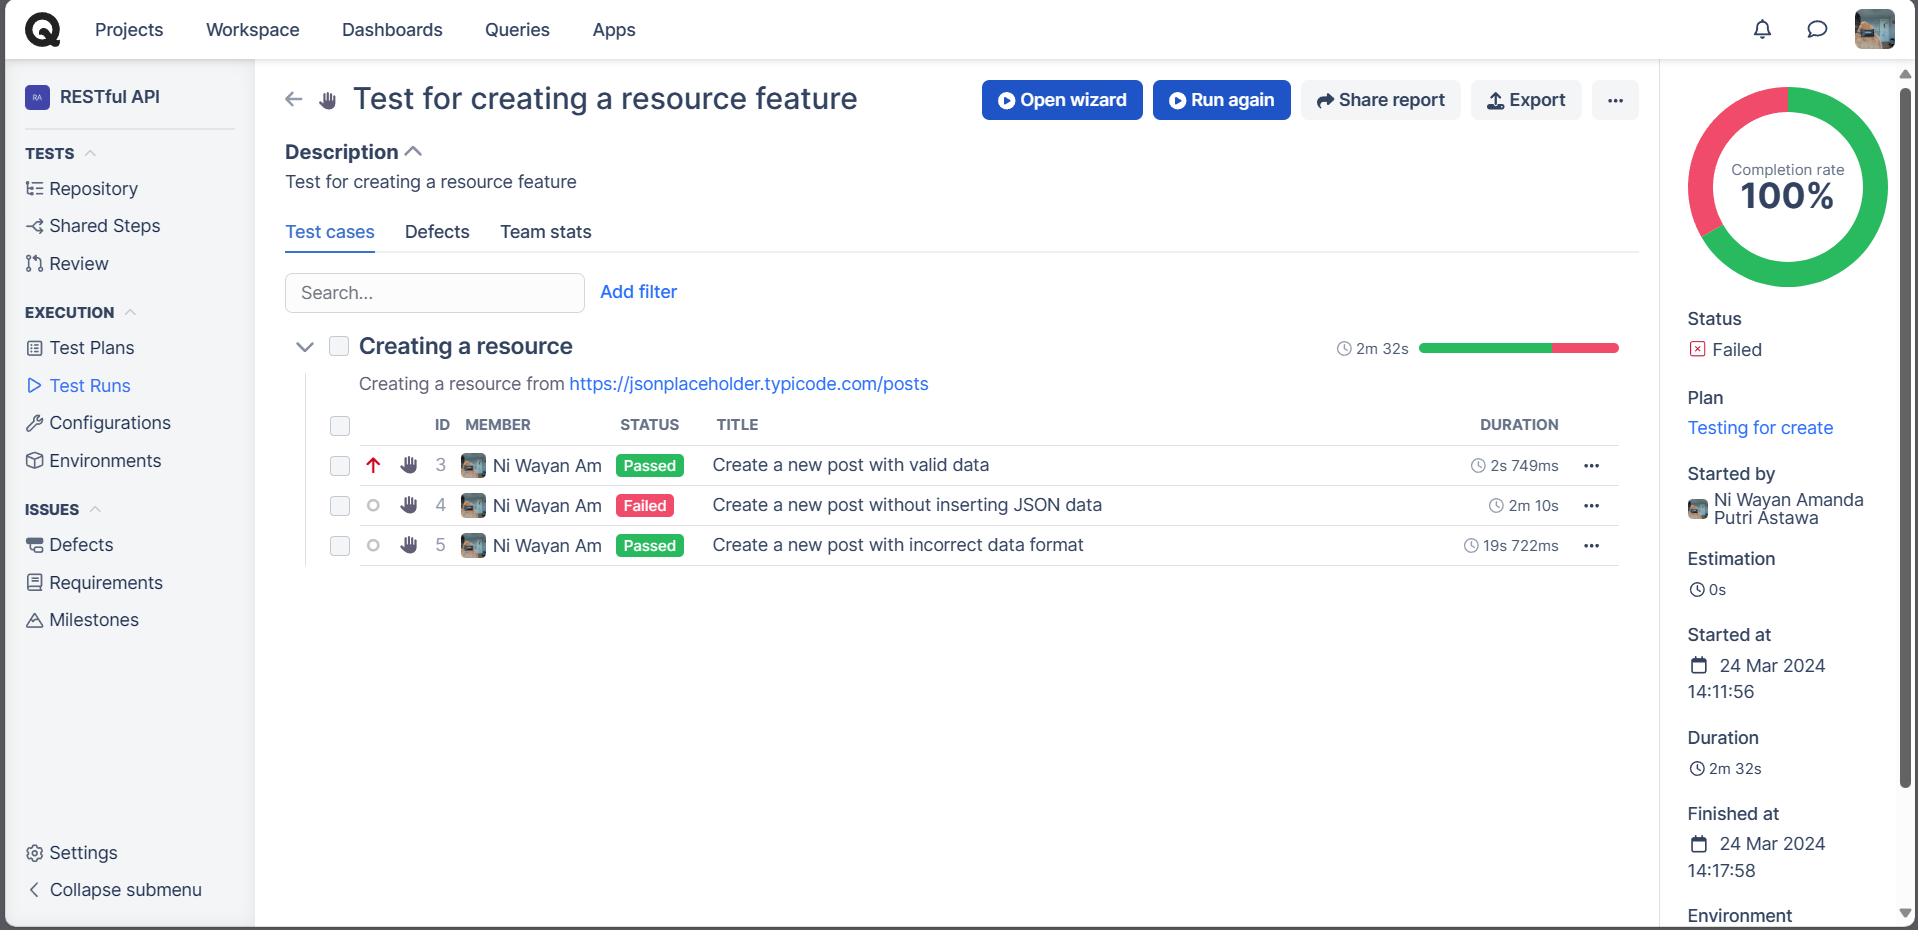 Projects Workspace Dashboards Queries Apps
RA RESTful API
TESTS
Repository
Shared Steps
Review
EXECUTION
Test Plans
Test Runs
Configurations
Environments
ISSUES
Defects
Requirements
Milestones
Settings
Collapse submenu
Test for creating a resource feature
Open wizard Run again Share report Export
Description
Test for creating a resource feature
Test cases Defects Team stats
Search...
Add filter
Creating a resource 2m 32s
Creating a resource from https://jsonplaceholder.typicode.com/posts
ID MEMBER STATUS TITLE DURATION
3 Ni Wayan Am Passed Create a new post with valid data 2s 749ms
4 Ni Wayan Am Failed Create a new post without inserting JSON data 2m 10s
5 Ni Wayan Am Passed Create a new post with incorrect data format 19s 722ms
Completion rate
100%
Status
Failed
Plan
Testing for create
Started by
Ni Wayan Amanda
Putri Astawa
Estimation
0s
Started at
24 Mar 2024
14:11:56
Duration
2m 32s
Finished at
24 Mar 2024
14:17:58
Environment